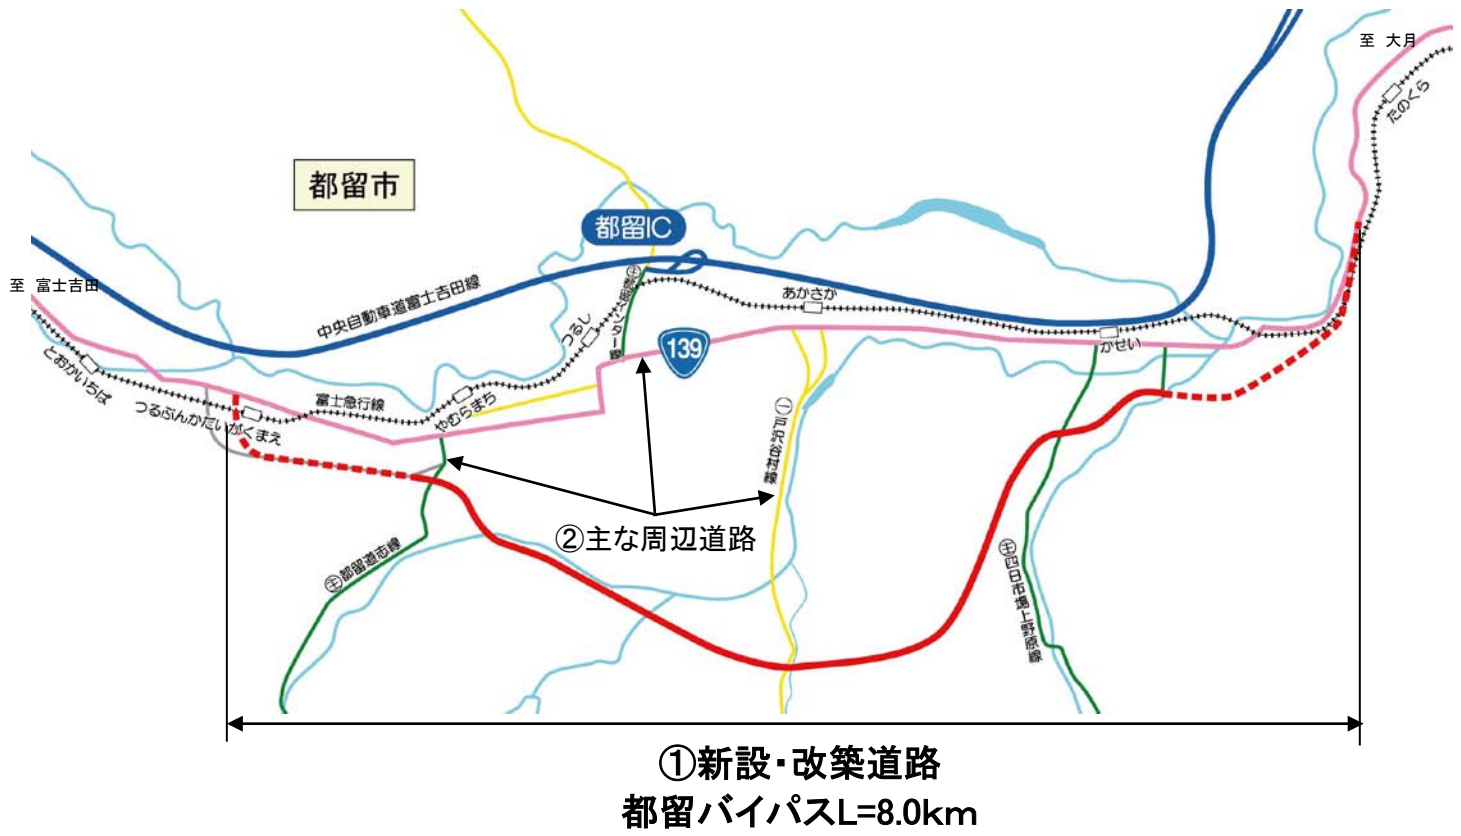 至 大月
たのくら
都留市
都留IC
至 富士吉田
中央自動車道富士吉田線
あかさか
つるし
139
かせい
とおかいちば
富士急行線
やむらまち
つるぶんかだいがくまえ
㊀戸沢谷村線
②主な周辺道路
㊤都留道志線
㊤四日市場上野原線
①新設・改築道路
都留バイパスL=8.0km